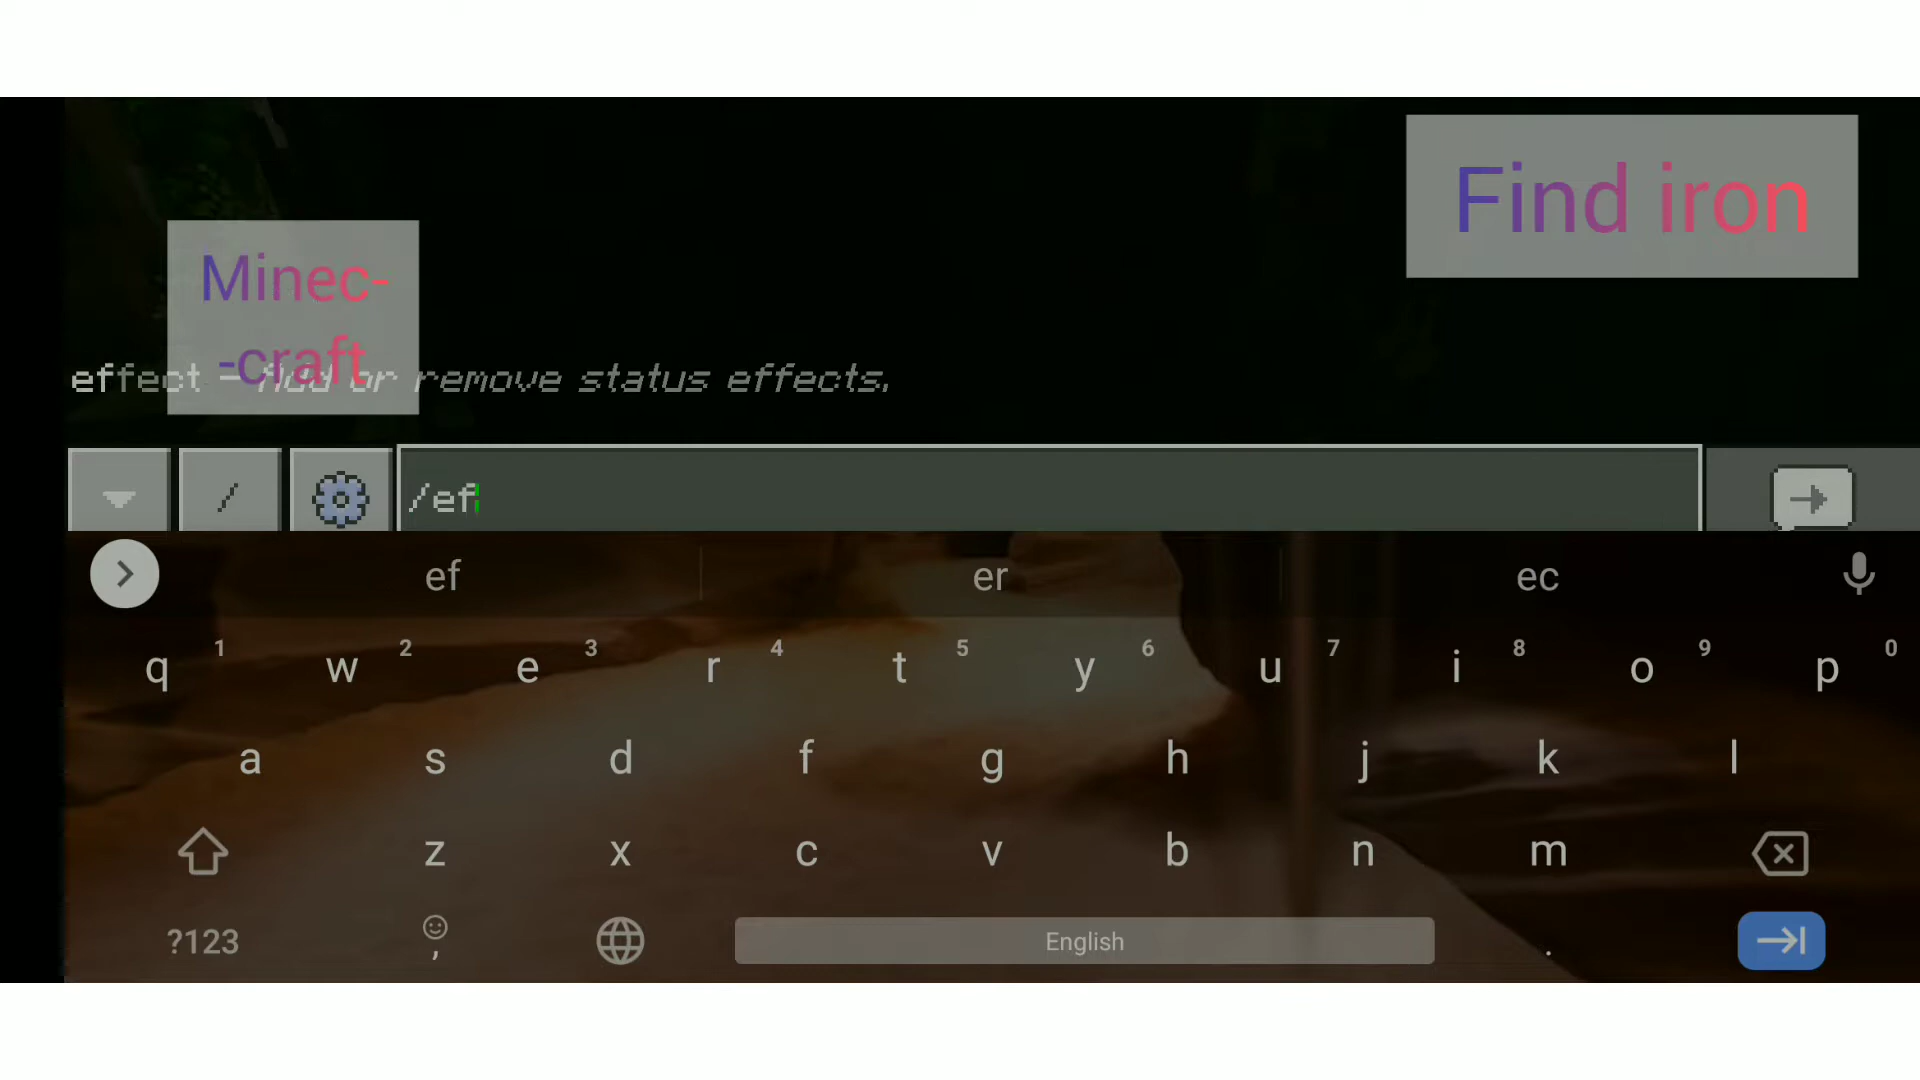 Find iron
Minec-
-craft
effect - Add or remove status effects.
/
/ef
ef er ec
q 1 w 2 e 3 r 4 t 5 y 6 u 7 i 8 o 9 p 0
a s d f g h j k l
z x c v b n m
?123 , English .